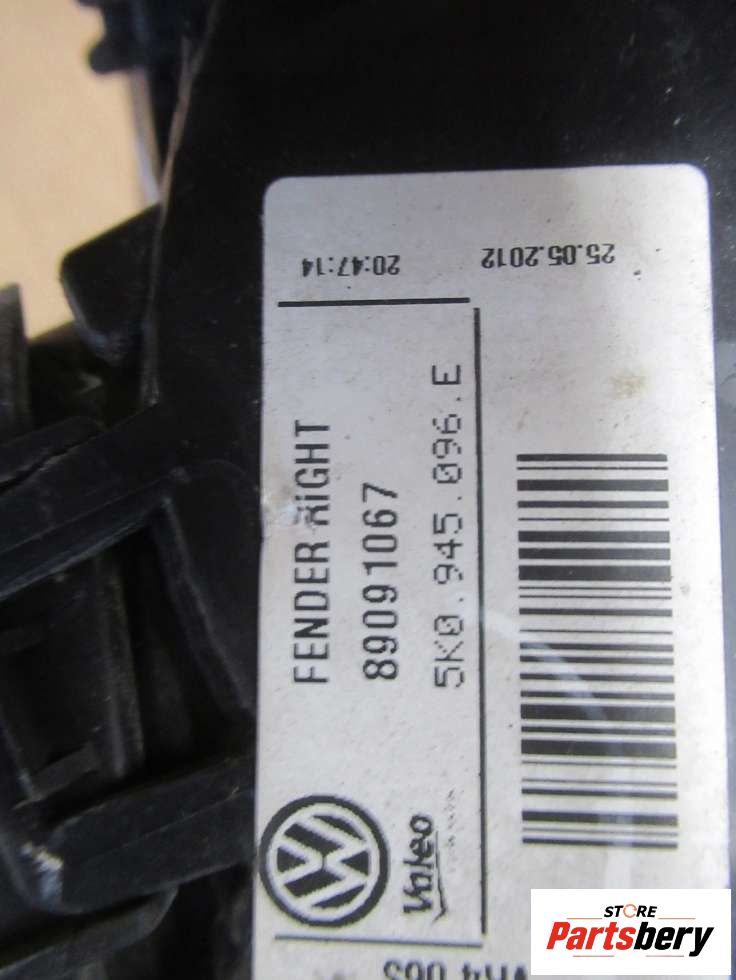 25.05.2012
20:47:14
FENDER RiGHT
89091067
5K0.945.096.E
Valeo
STORE
Partsbery